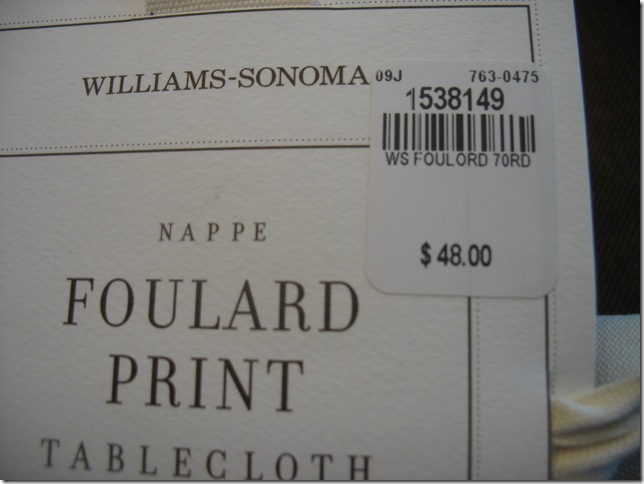 WILLIAMS-SONOMA
09J 763-0475
1538149
WS FOULORD 70RD
$ 48.00
NAPPE
FOULARD
PRINT
TABLECLOTH